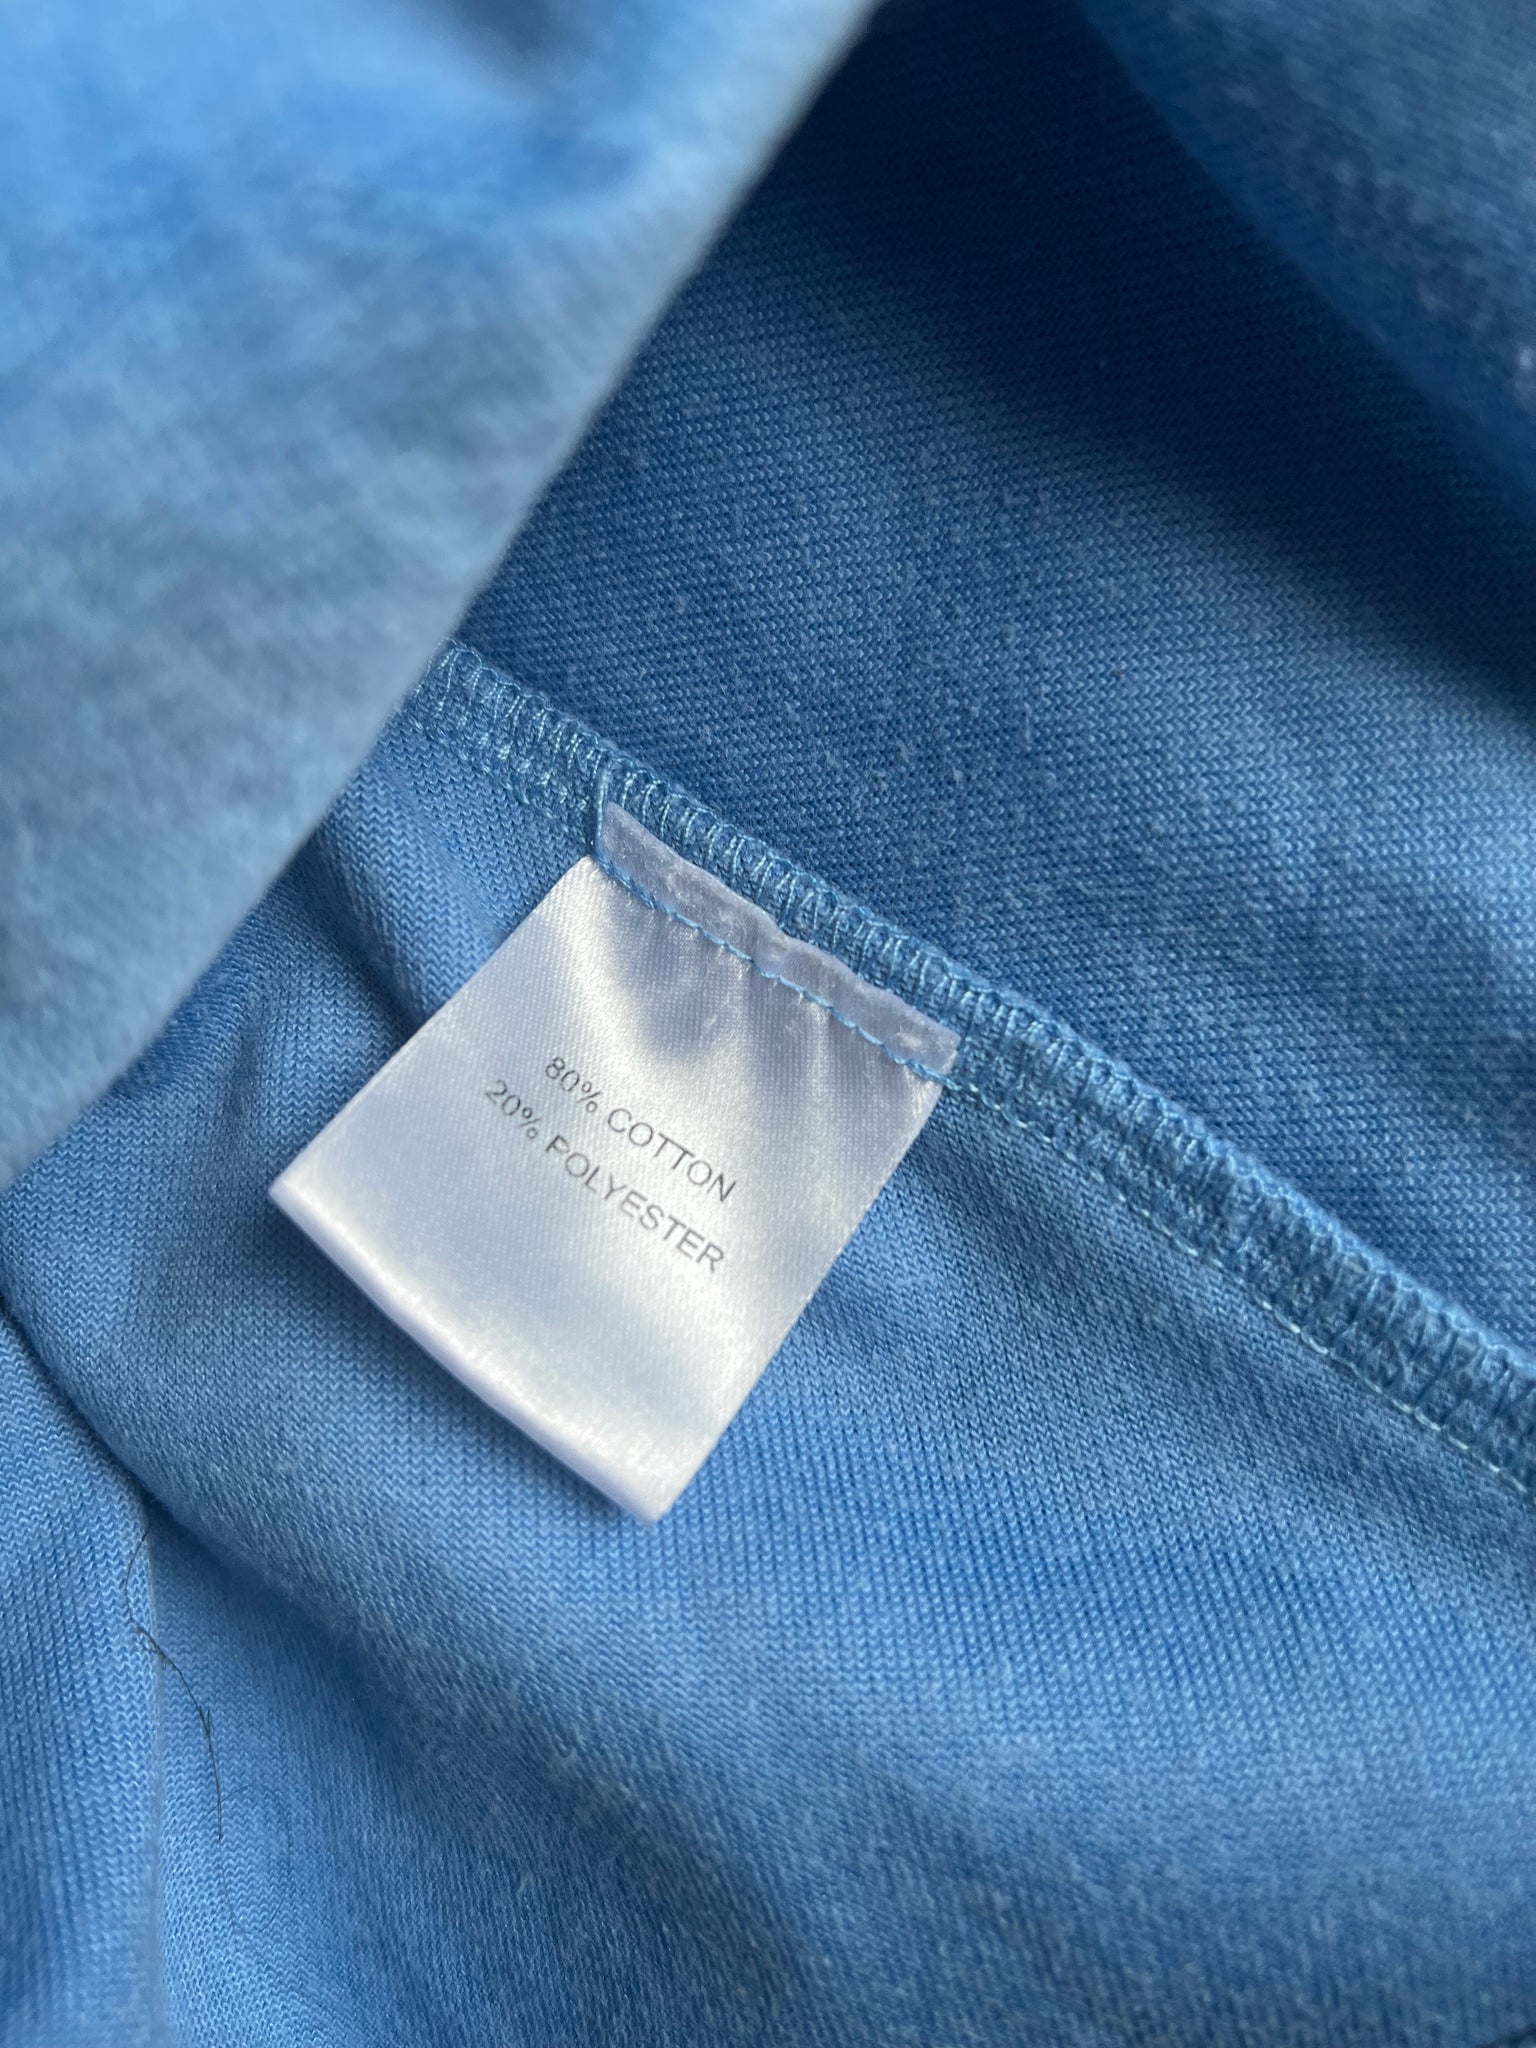 80% COTTON
20% POLYESTER